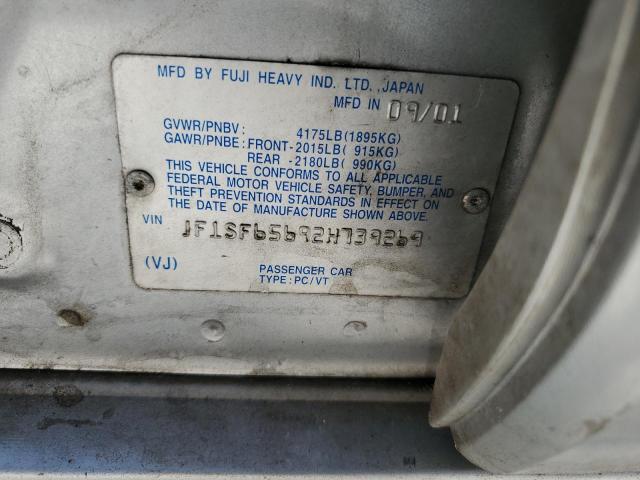 MFD BY FUJI HEAVY IND. LTD.,JAPAN
MFD IN 09/01
GVWR/PNBV: 4175LB(1895KG)
GAWR/PNBE: FRONT-2015LB( 915KG)
REAR -2180LB( 990KG)
THIS VEHICLE CONFORMS TO ALL APPLICABLE
FEDERAL MOTOR VEHICLE SAFETY, BUMPER, AND
THEFT PREVENTION STANDARDS IN EFFECT ON
THE DATE OF MANUFACTURE SHOWN ABOVE.
VIN JF1SF65692H739269
(VJ) PASSENGER CAR
TYPE:PC/VT